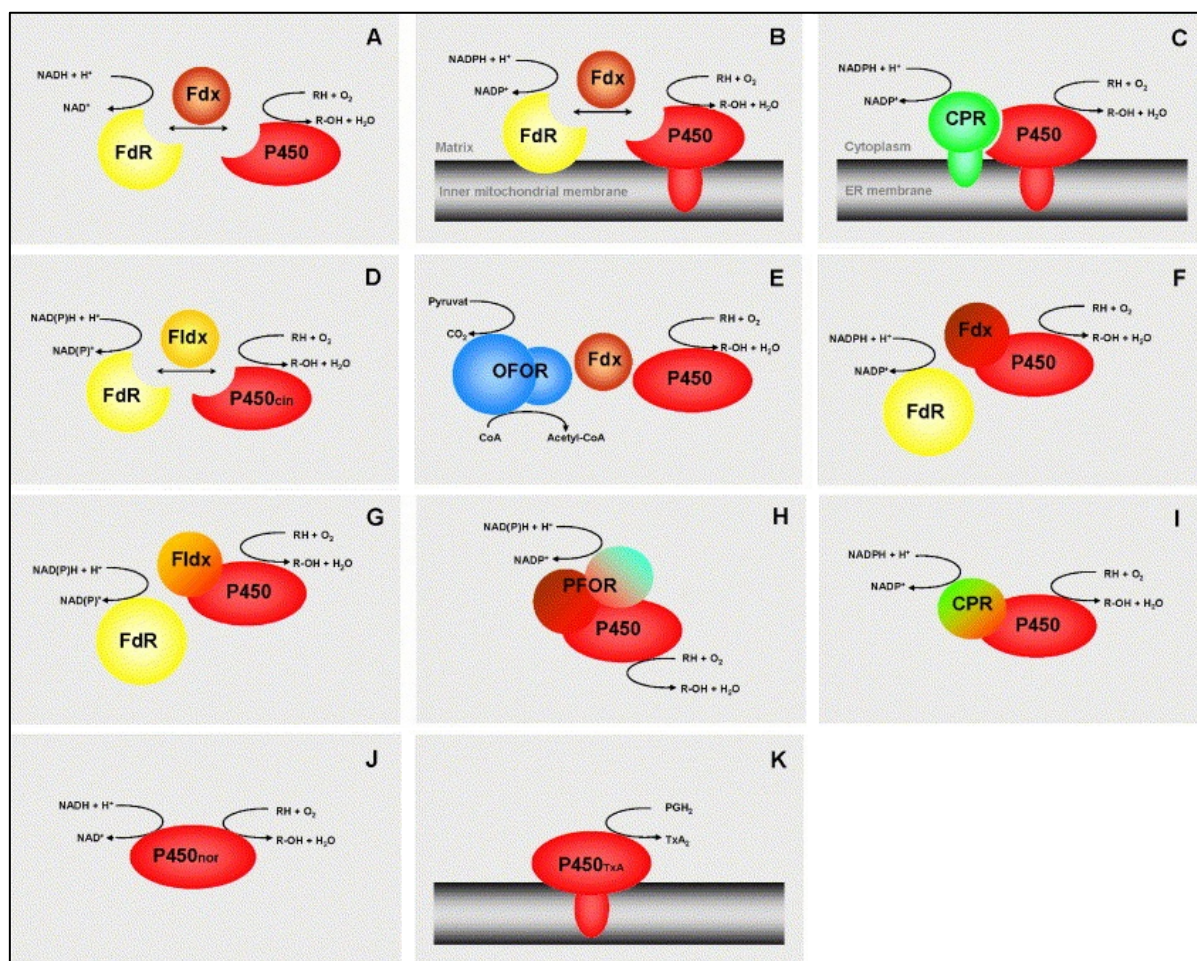 A
NADH + H⁺
NAD⁺
Fdx
FdR
P450
RH + O₂
R-OH + H₂O
B
NADPH + H⁺
NADP⁺
Fdx
FdR
P450
RH + O₂
R-OH + H₂O
Matrix
Inner mitochondrial membrane
C
NADPH + H⁺
NADP⁺
CPR
P450
RH + O₂
R-OH + H₂O
Cytoplasm
ER membrane
D
NAD(P)H + H⁺
NAD(P)⁺
Fldx
FdR
P450cin
RH + O₂
R-OH + H₂O
E
Pyruvat
CO₂
OFOR
CoA
Acetyl-CoA
Fdx
P450
RH + O₂
R-OH + H₂O
F
NADPH + H⁺
NADP⁺
Fdx
FdR
P450
RH + O₂
R-OH + H₂O
G
NAD(P)H + H⁺
NAD(P)⁺
Fldx
FdR
P450
RH + O₂
R-OH + H₂O
H
NAD(P)H + H⁺
NADP⁺
PFOR
P450
RH + O₂
R-OH + H₂O
I
NADPH + H⁺
NADP⁺
CPR
P450
RH + O₂
R-OH + H₂O
J
NADH + H⁺
NAD⁺
P450nor
RH + O₂
R-OH + H₂O
K
PGH₂
TxA₂
P450TxA